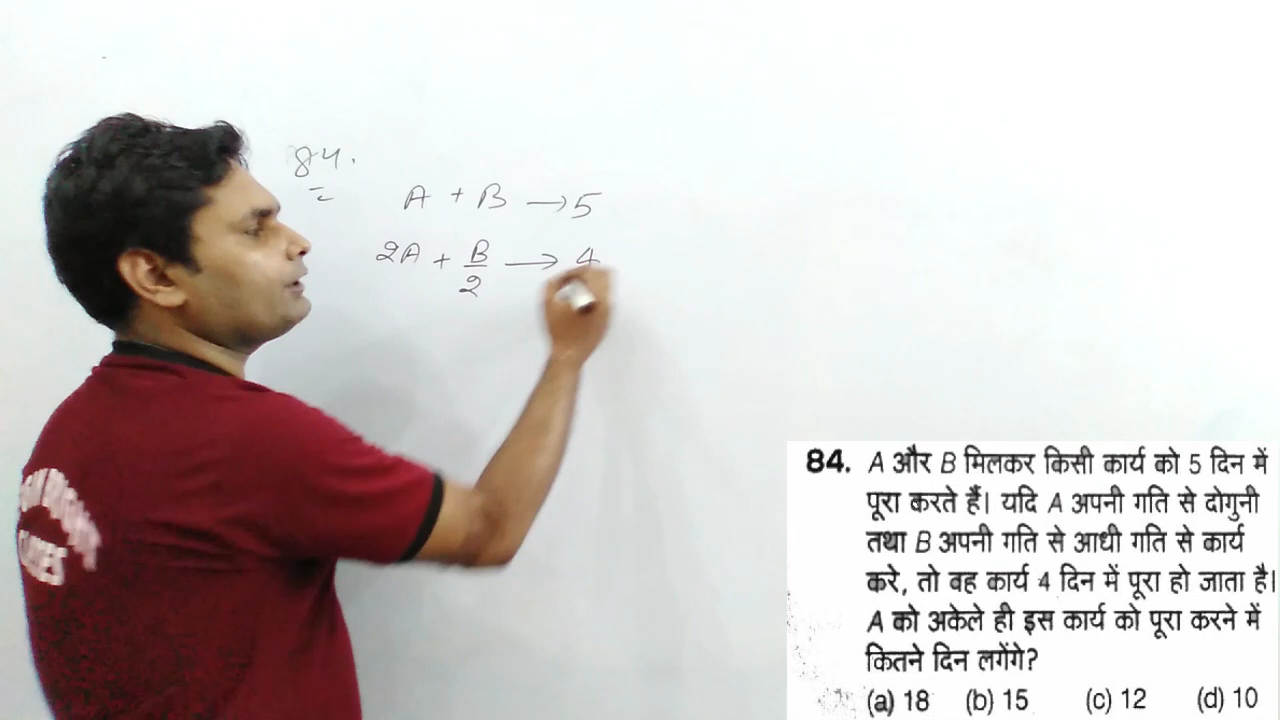 84.
A + B → 5
2A + B/2 → 4
84. A और B मिलकर किसी कार्य को 5 दिन में
पूरा करते हैं। यदि A अपनी गति से दोगुनी
तथा B अपनी गति से आधी गति से कार्य
करे, तो वह कार्य 4 दिन में पूरा हो जाता है।
A को अकेले ही इस कार्य को पूरा करने में
कितने दिन लगेंगे?
(a) 18 (b) 15 (c) 12 (d) 10